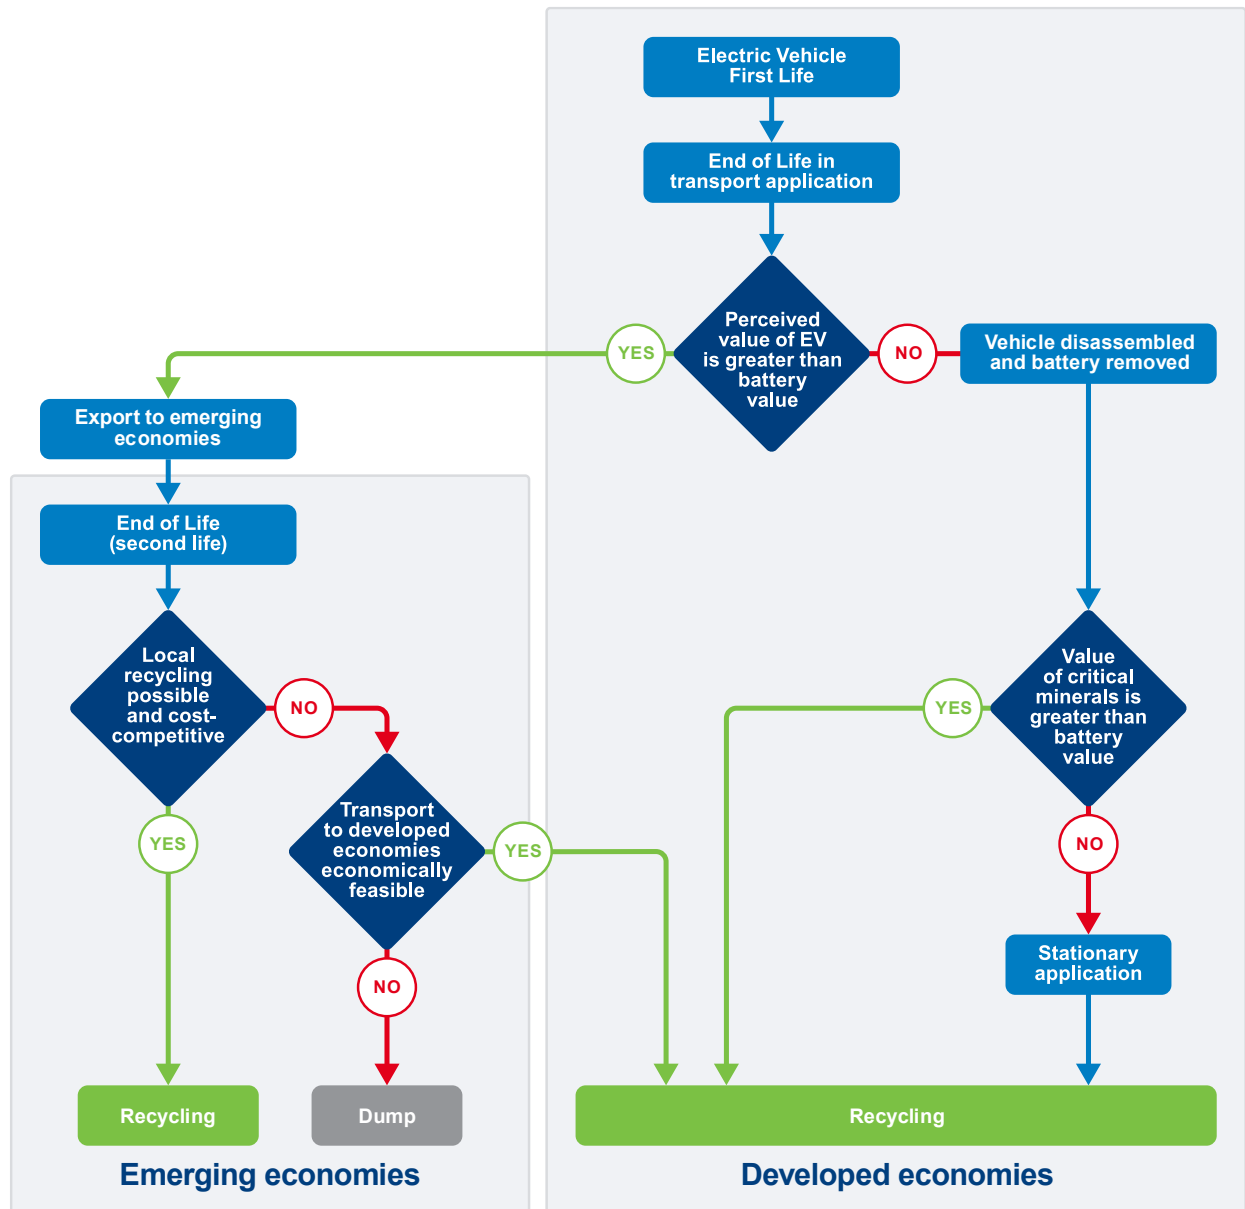 Electric Vehicle
First Life
End of Life in
transport application
Perceived
value of EV
is greater than
battery
value
YES
NO
Vehicle disassembled
and battery removed
Export to emerging
economies
End of Life
(second life)
Local
recycling
possible
and cost-
competitive
NO
YES
Transport
to developed
economies
economically
feasible
YES
NO
Value
of critical
minerals is
greater than
battery
value
YES
NO
Stationary
application
Recycling
Dump
Recycling
Emerging economies
Developed economies